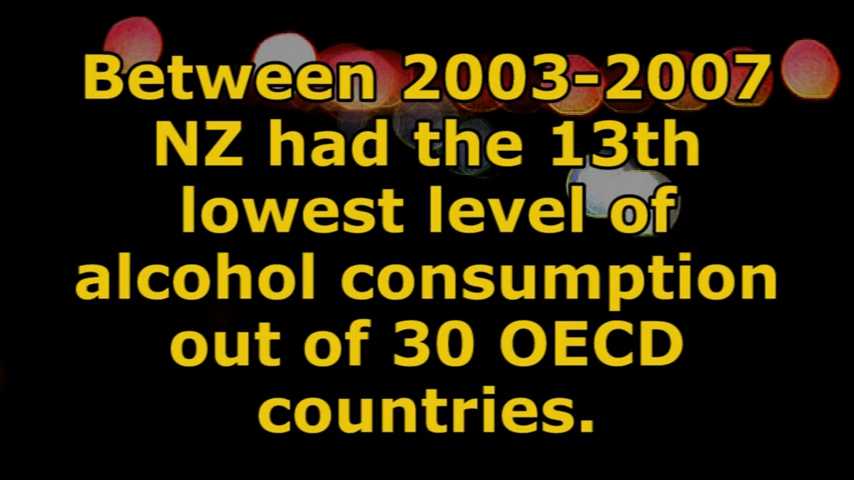 Between 2003-2007
NZ had the 13th
lowest level of
alcohol consumption
out of 30 OECD
countries.